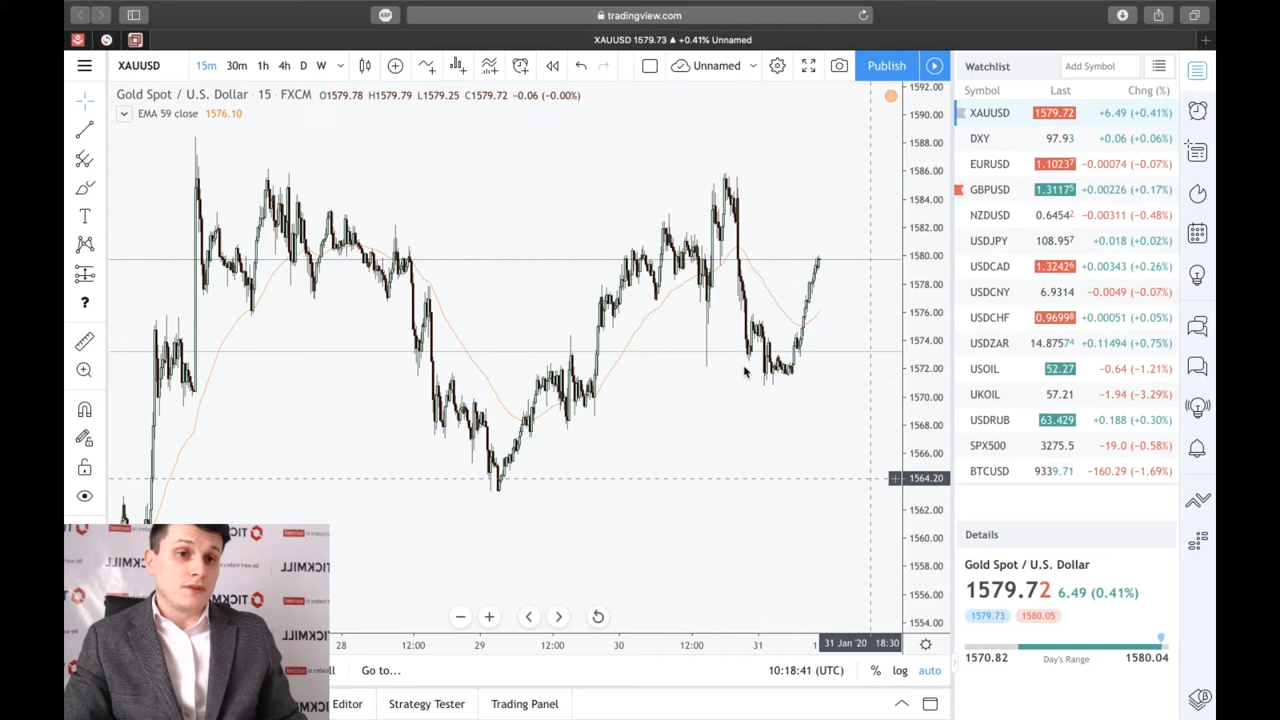 tradingview.com
ABP
XAUUSD 1579.73 ▲ +0.41% Unnamed
XAUUSD 15m 30m 1h 4h D W Unnamed Publish
Gold Spot / U.S. Dollar · 15 · FXCM O1579.78 H1579.79 L1579.25 C1579.72 −0.06 (−0.00%)
EMA 59 close 1576.10
1592.00
1590.00
1588.00
1586.00
1584.00
1582.00
1580.00
1578.00
1576.00
1574.00
1572.00
1570.00
1568.00
1566.00
1564.20
1562.00
1560.00
1558.00
1556.00
1554.00
28 12:00 29 12:00 30 12:00 31 31 Jan '20 18:30
Go to... 10:18:41 (UTC) % log auto
Editor Strategy Tester Trading Panel
Watchlist Add Symbol
Symbol Last Chng (%)
XAUUSD 1579.72 +6.49 (+0.41%)
DXY 97.93 +0.06 (+0.06%)
EURUSD 1.10237 −0.00074 (−0.07%)
GBPUSD 1.31175 +0.00226 (+0.17%)
NZDUSD 0.64542 −0.00311 (−0.48%)
USDJPY 108.957 +0.018 (+0.02%)
USDCAD 1.32426 +0.00343 (+0.26%)
USDCNY 6.9314 −0.0049 (−0.07%)
USDCHF 0.96998 +0.00051 (+0.05%)
USDZAR 14.87574 +0.11494 (+0.75%)
USOIL 52.27 −0.64 (−1.21%)
UKOIL 57.21 −1.94 (−3.29%)
USDRUB 63.429 +0.188 (+0.30%)
SPX500 3275.5 −19.0 (−0.58%)
BTCUSD 9339.71 −160.29 (−1.69%)
Details
Gold Spot / U.S. Dollar
1579.72 6.49 (0.41%)
1579.73 1580.05
1570.82 Day's Range 1580.04
TICKMILL
TICK
TICK